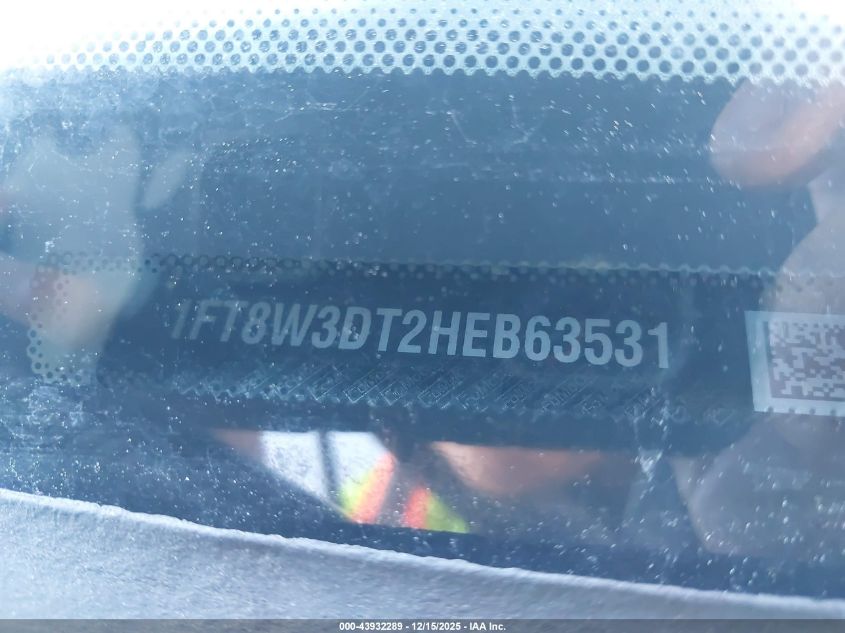 1FT8W3DT2HEB63531
000-43932289 - 12/15/2025 - IAA Inc.